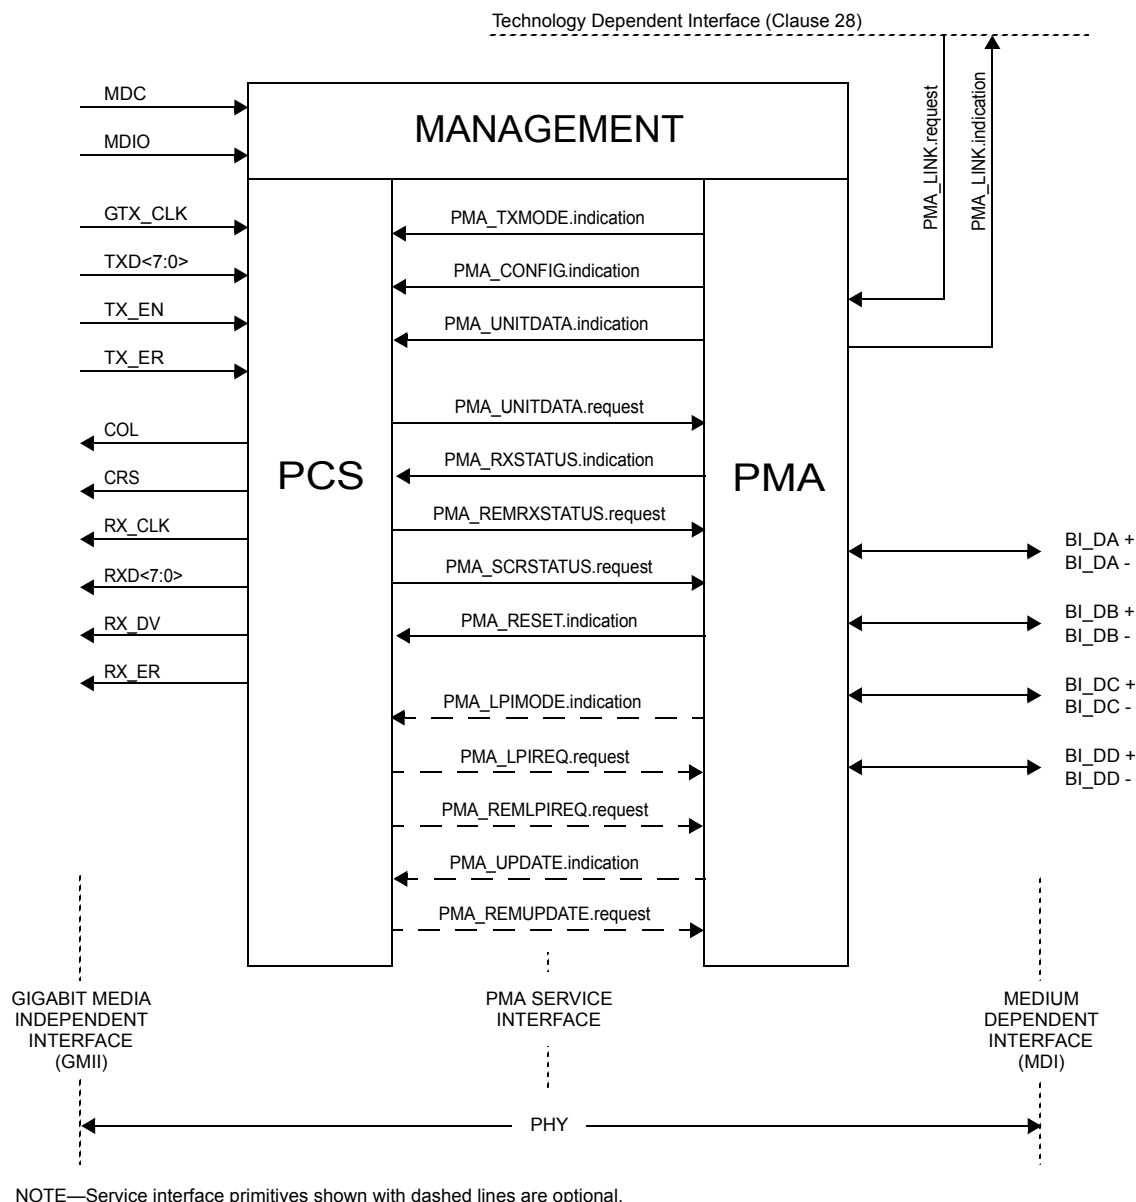 Technology Dependent Interface (Clause 28)
PMA_LINK.request
PMA_LINK.indication
MDC
MDIO
MANAGEMENT
GTX_CLK
TXD<7:0>
TX_EN
TX_ER
COL
CRS
RX_CLK
RXD<7:0>
RX_DV
RX_ER
PCS
PMA_TXMODE.indication
PMA_CONFIG.indication
PMA_UNITDATA.indication
PMA_UNITDATA.request
PMA_RXSTATUS.indication
PMA_REMRXSTATUS.request
PMA_SCRSTATUS.request
PMA_RESET.indication
PMA_LPIMODE.indication
PMA_LPIREQ.request
PMA_REMLPIREQ.request
PMA_UPDATE.indication
PMA_REMUPDATE.request
PMA
BI_DA +
BI_DA -
BI_DB +
BI_DB -
BI_DC +
BI_DC -
BI_DD +
BI_DD -
GIGABIT MEDIA
INDEPENDENT
INTERFACE
(GMII)
PMA SERVICE
INTERFACE
MEDIUM
DEPENDENT
INTERFACE
(MDI)
PHY
NOTE—Service interface primitives shown with dashed lines are optional.